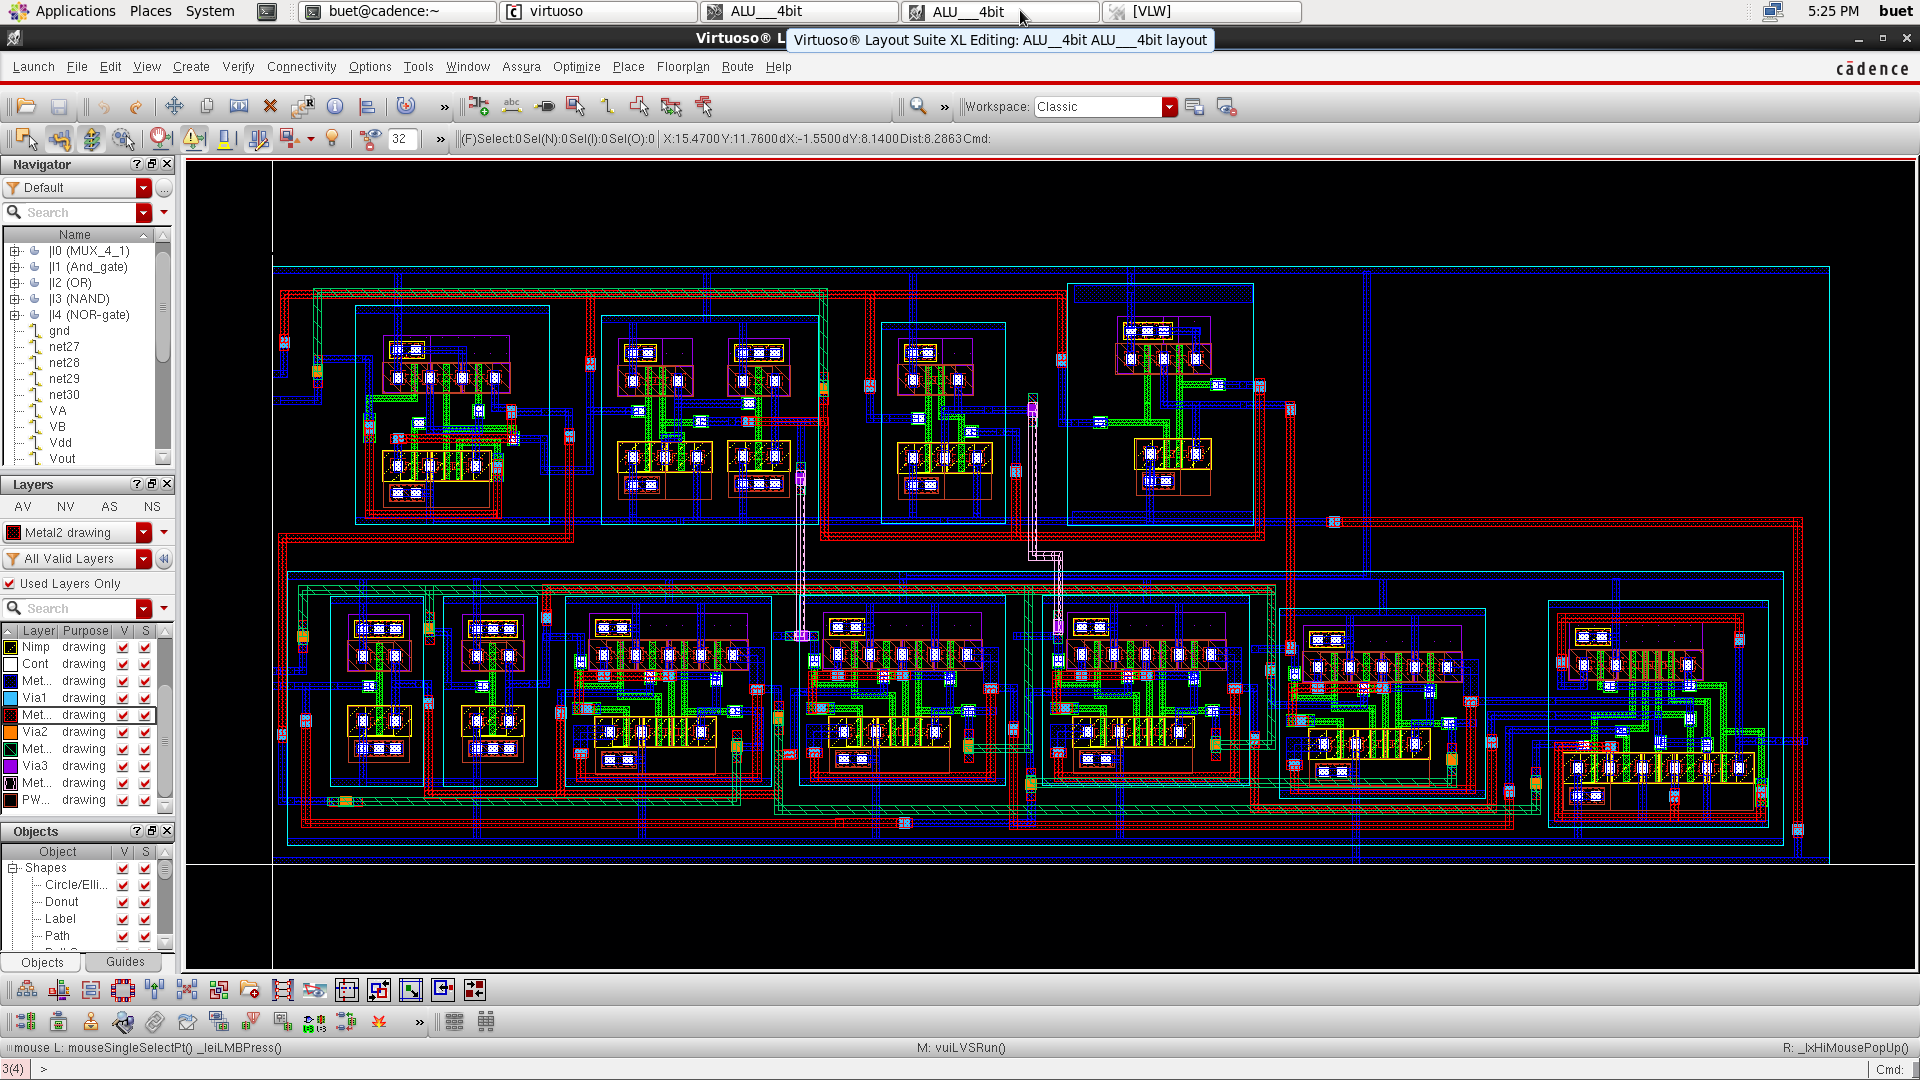 Applications Places System buet@cadence:~ virtuoso ALU___4bit ALU___4bit [VLW] 5:25 PM buet
Virtuoso® L
Virtuoso® Layout Suite XL Editing: ALU__4bit ALU___4bit layout
Launch File Edit View Create Verify Connectivity Options Tools Window Assura Optimize Place Floorplan Route Help cādence
abc » » Workspace: Classic
32 » (F)Select:0 Sel(N):0 Sel(I):0 Sel(O):0 X:15.4700 Y:11.7600 dX:-1.5500 dY:8.1400 Dist:8.2863 Cmd:
Navigator
Default
Search
Name
|I0 (MUX_4_1)
|I1 (And_gate)
|I2 (OR)
|I3 (NAND)
|I4 (NOR-gate)
gnd
net27
net28
net29
net30
VA
VB
Vdd
Vout
Layers
AV NV AS NS
Metal2 drawing
All Valid Layers
Used Layers Only
Search
Layer Purpose V S
Nimp drawing
Cont drawing
Met... drawing
Via1 drawing
Met... drawing
Via2 drawing
Met... drawing
Via3 drawing
Met... drawing
PW... drawing
Objects
Object V S
Shapes
Circle/Elli...
Donut
Label
Path
Objects Guides
»
mouse L: mouseSingleSelectPt() _leiLMBPress() M: vuiLVSRun() R: _lxHiMousePopUp()
3(4) > Cmd: